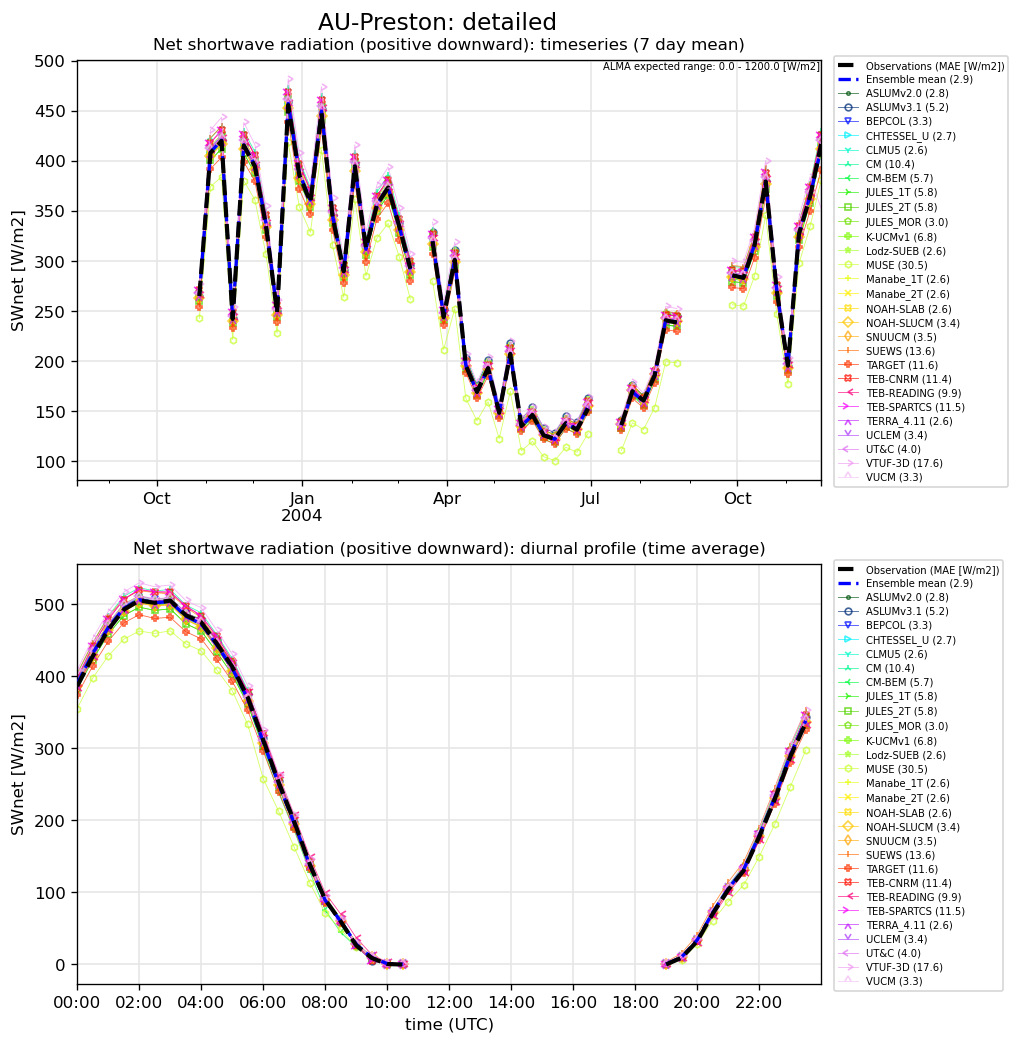 AU-Preston: detailed
Net shortwave radiation (positive downward): timeseries (7 day mean)
ALMA expected range: 0.0 - 1200.0 [W/m2]
SWnet [W/m2]
500
450
400
350
300
250
200
150
100
Oct
Jan
2004
Apr
Jul
Oct
Observations (MAE [W/m2])
Ensemble mean (2.9)
ASLUMv2.0 (2.8)
ASLUMv3.1 (5.2)
BEPCOL (3.3)
CHTESSEL_U (2.7)
CLMU5 (2.6)
CM (10.4)
CM-BEM (5.7)
JULES_1T (5.8)
JULES_2T (5.8)
JULES_MOR (3.0)
K-UCMv1 (6.8)
Lodz-SUEB (2.6)
MUSE (30.5)
Manabe_1T (2.6)
Manabe_2T (2.6)
NOAH-SLAB (2.6)
NOAH-SLUCM (3.4)
SNUUCM (3.5)
SUEWS (13.6)
TARGET (11.6)
TEB-CNRM (11.4)
TEB-READING (9.9)
TEB-SPARTCS (11.5)
TERRA_4.11 (2.6)
UCLEM (3.4)
UT&C (4.0)
VTUF-3D (17.6)
VUCM (3.3)
Net shortwave radiation (positive downward): diurnal profile (time average)
SWnet [W/m2]
500
400
300
200
100
0
00:00
02:00
04:00
06:00
08:00
10:00
12:00
14:00
16:00
18:00
20:00
22:00
time (UTC)
Observation (MAE [W/m2])
Ensemble mean (2.9)
ASLUMv2.0 (2.8)
ASLUMv3.1 (5.2)
BEPCOL (3.3)
CHTESSEL_U (2.7)
CLMU5 (2.6)
CM (10.4)
CM-BEM (5.7)
JULES_1T (5.8)
JULES_2T (5.8)
JULES_MOR (3.0)
K-UCMv1 (6.8)
Lodz-SUEB (2.6)
MUSE (30.5)
Manabe_1T (2.6)
Manabe_2T (2.6)
NOAH-SLAB (2.6)
NOAH-SLUCM (3.4)
SNUUCM (3.5)
SUEWS (13.6)
TARGET (11.6)
TEB-CNRM (11.4)
TEB-READING (9.9)
TEB-SPARTCS (11.5)
TERRA_4.11 (2.6)
UCLEM (3.4)
UT&C (4.0)
VTUF-3D (17.6)
VUCM (3.3)